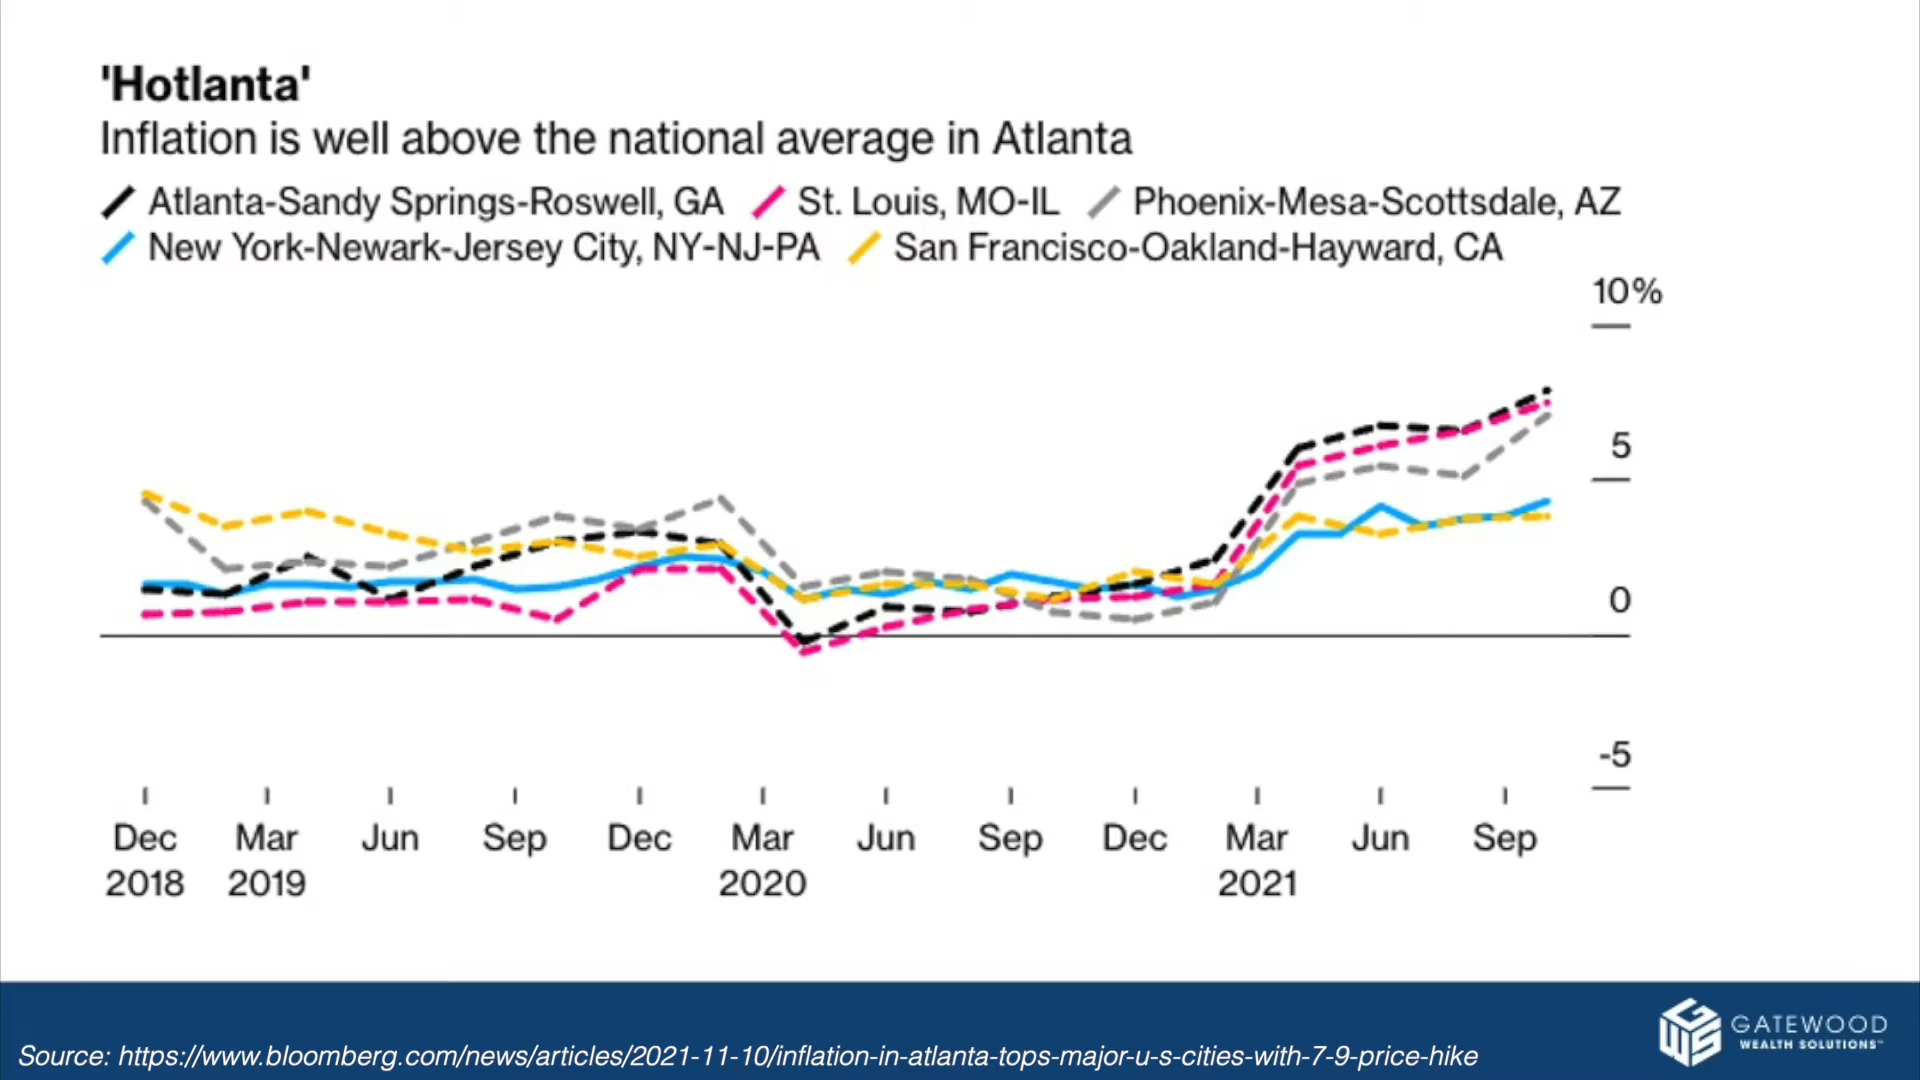 'Hotlanta'
Inflation is well above the national average in Atlanta
Atlanta-Sandy Springs-Roswell, GA St. Louis, MO-IL Phoenix-Mesa-Scottsdale, AZ
New York-Newark-Jersey City, NY-NJ-PA San Francisco-Oakland-Hayward, CA
10%
5
0
-5
Dec Mar Jun Sep Dec Mar Jun Sep Dec Mar Jun Sep
2018 2019 2020 2021
GATEWOOD
WEALTH SOLUTIONS™
Source: https://www.bloomberg.com/news/articles/2021-11-10/inflation-in-atlanta-tops-major-u-s-cities-with-7-9-price-hike